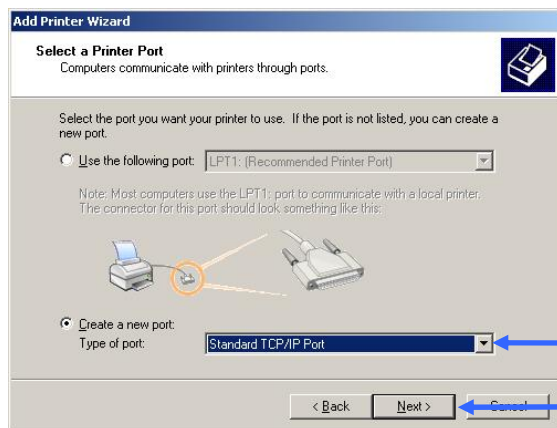 Add Printer Wizard
Select a Printer Port
Computers communicate with printers through ports.
Select the port you want your printer to use. If the port is not listed, you can create a
new port.
Use the following port: LPT1: (Recommended Printer Port)
Note: Most computers use the LPT1: port to communicate with a local printer.
The connector for this port should look something like this:
Create a new port:
Type of port: Standard TCP/IP Port
< Back Next > Cancel